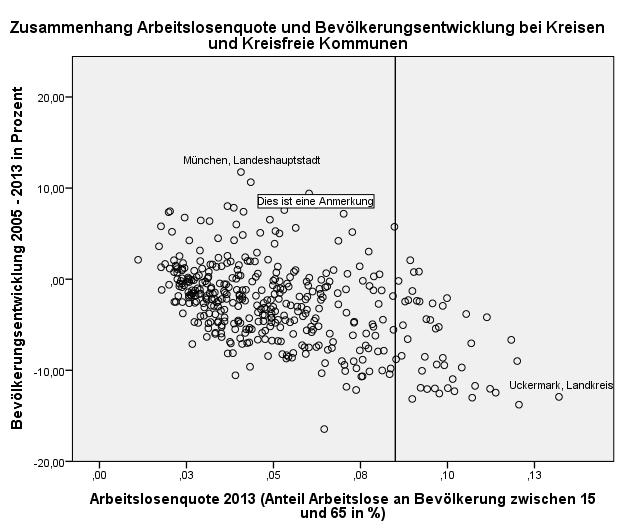 Zusammenhang Arbeitslosenquote und Bevölkerungsentwicklung bei Kreisen
und Kreisfreie Kommunen
Bevölkerungsentwicklung 2005 - 2013 in Prozent
20,00
10,00
,00
-10,00
-20,00
München, Landeshauptstadt
Dies ist eine Anmerkung
Uckermark, Landkreis
,00
,03
,05
,08
,10
,13
Arbeitslosenquote 2013 (Anteil Arbeitslose an Bevölkerung zwischen 15
und 65 in %)